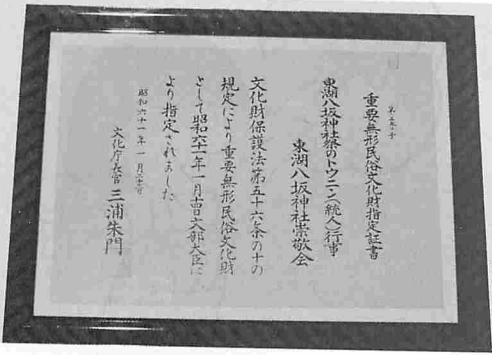 重要無形民俗文化財指定証書
東湖八坂神社祭のトウニン(統人)行事
東湖八坂神社崇敬会
文化財保護法第五十六条の十の
規定により重要無形民俗文化財
として昭和六十一年一月十四日文部大臣に
より指定されました
昭和六十一年一月十四日
文化庁長官 三浦朱門